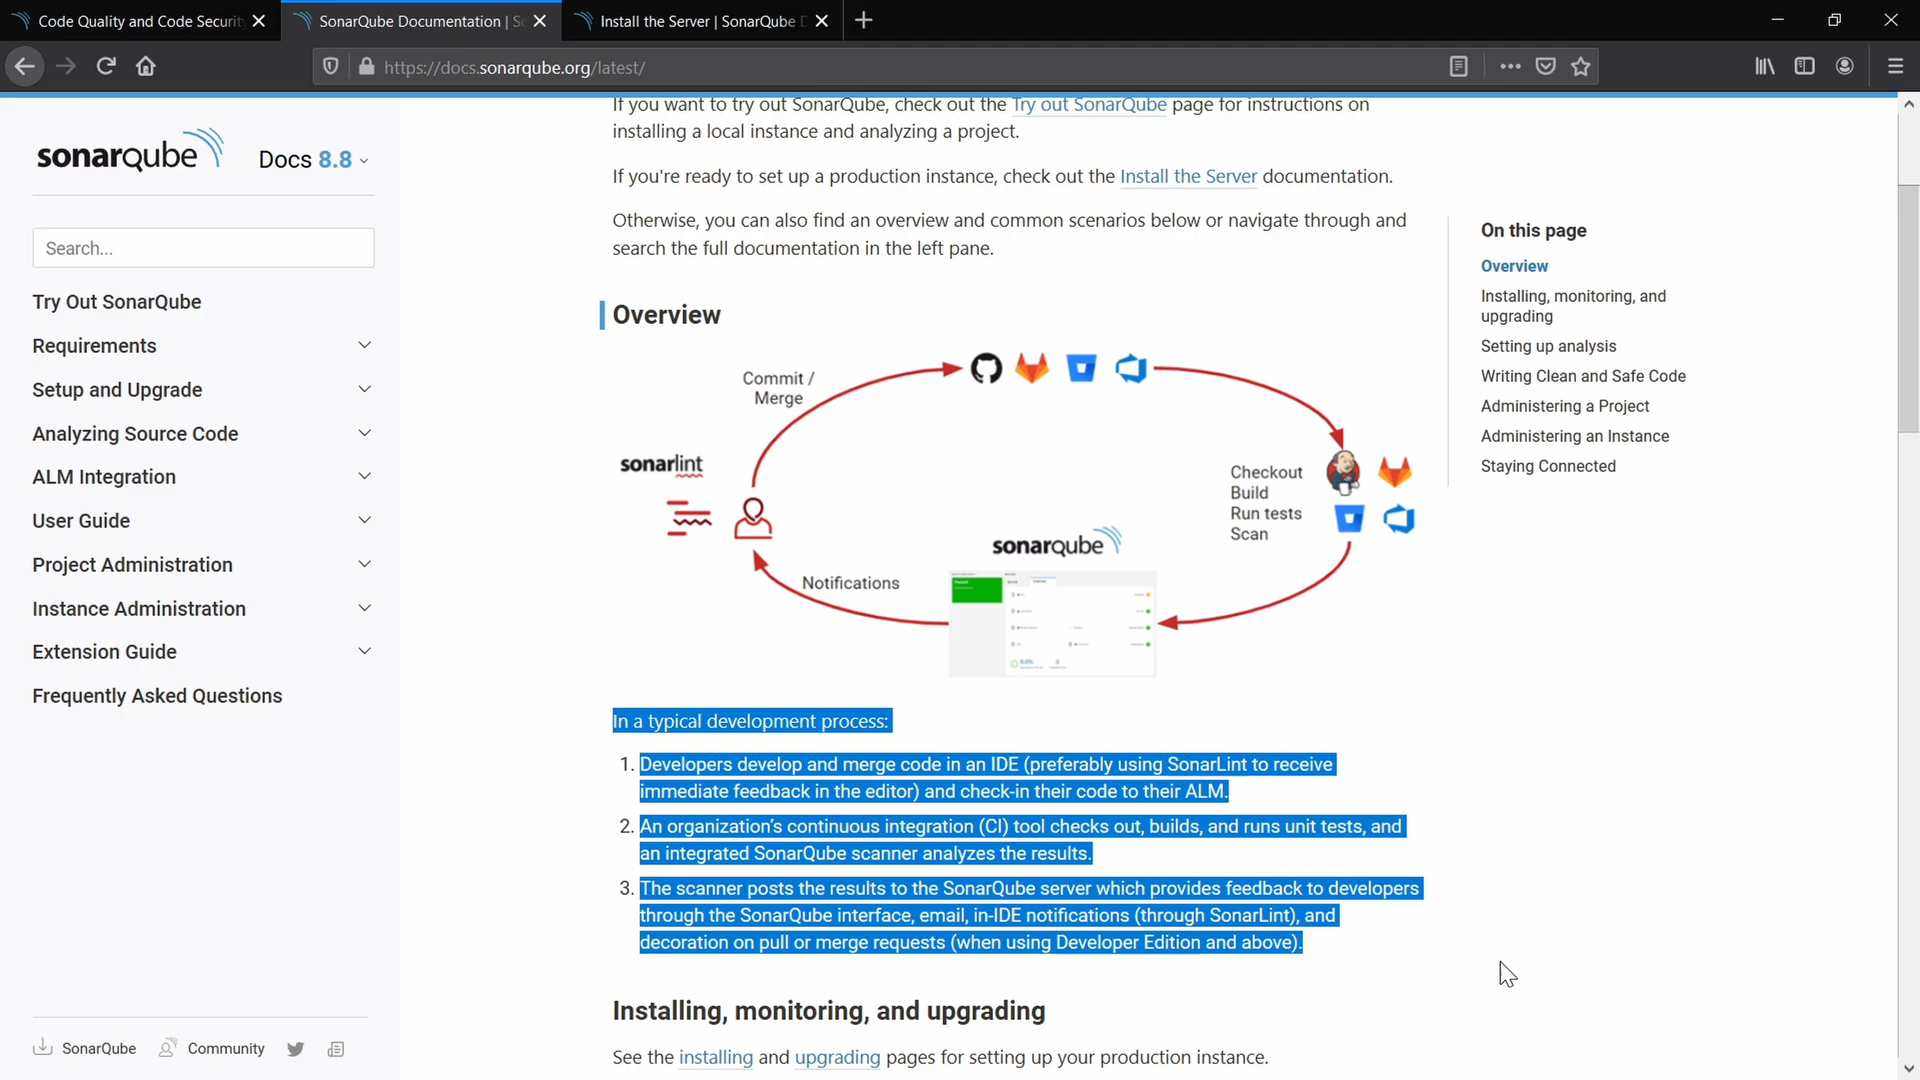 Code Quality and Code Securit
SonarQube Documentation | S
Install the Server | SonarQube D
https://docs.sonarqube.org/latest/
sonarqube
Docs 8.8
Search...
Try Out SonarQube
Requirements
Setup and Upgrade
Analyzing Source Code
ALM Integration
User Guide
Project Administration
Instance Administration
Extension Guide
Frequently Asked Questions
SonarQube
Community
If you want to try out SonarQube, check out the Try out SonarQube page for instructions on
installing a local instance and analyzing a project.
If you're ready to set up a production instance, check out the Install the Server documentation.
Otherwise, you can also find an overview and common scenarios below or navigate through and
search the full documentation in the left pane.
Overview
Commit /
Merge
sonarlint
Checkout
Build
Run tests
Scan
sonarqube
Notifications
In a typical development process:
1. Developers develop and merge code in an IDE (preferably using SonarLint to receive
immediate feedback in the editor) and check-in their code to their ALM.
2. An organization's continuous integration (CI) tool checks out, builds, and runs unit tests, and
an integrated SonarQube scanner analyzes the results.
3. The scanner posts the results to the SonarQube server which provides feedback to developers
through the SonarQube interface, email, in-IDE notifications (through SonarLint), and
decoration on pull or merge requests (when using Developer Edition and above).
Installing, monitoring, and upgrading
See the installing and upgrading pages for setting up your production instance.
On this page
Overview
Installing, monitoring, and
upgrading
Setting up analysis
Writing Clean and Safe Code
Administering a Project
Administering an Instance
Staying Connected